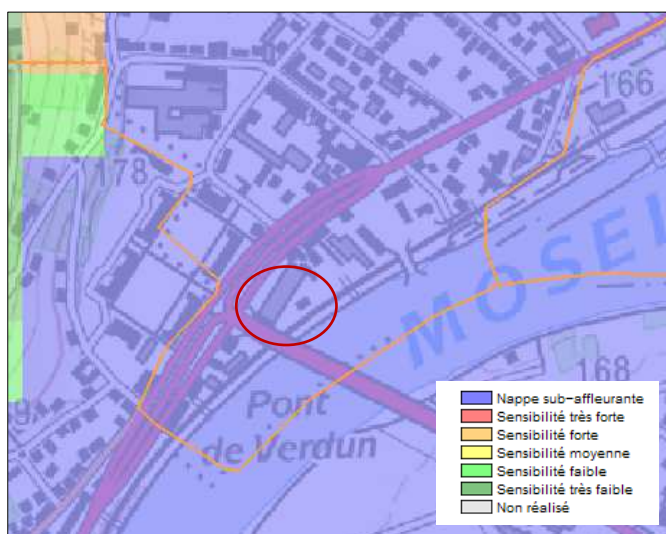 166
178
MOSEL
168
Pont
de Verdun
Nappe sub-affleurante
Sensibilité très forte
Sensibilité forte
Sensibilité moyenne
Sensibilité faible
Sensibilité très faible
Non réalisé